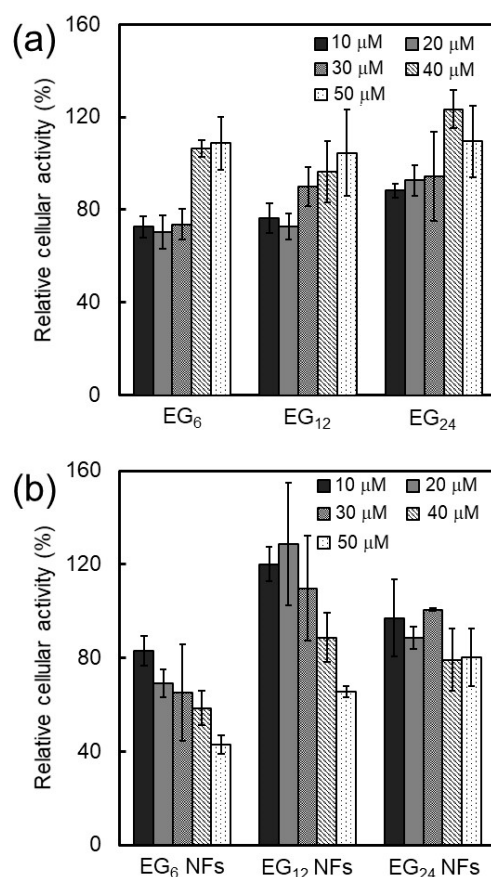 (a)
160
120
80
40
0
Relative cellular activity (%)
10 μM 20 μM
30 μM 40 μM
50 μM
EG₆ EG₁₂ EG₂₄
(b)
160
120
80
40
0
Relative cellular activity (%)
10 μM 20 μM
30 μM 40 μM
50 μM
EG₆ NFs EG₁₂ NFs EG₂₄ NFs